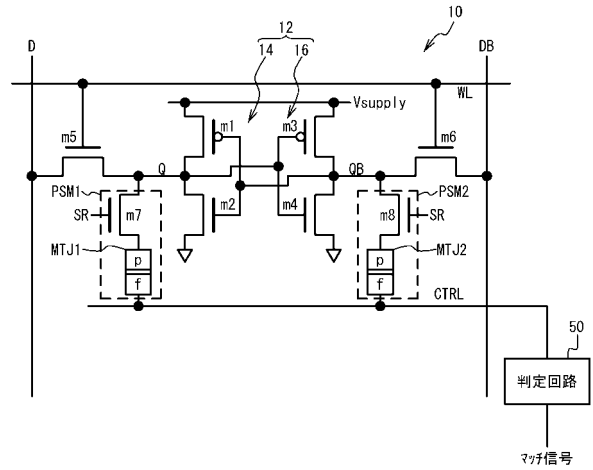 10
D
12
DB
14
16
WL
Vsupply
m5
m1
m3
m6
Q
QB
PSM1
PSM2
SR
m7
m2
m4
m8
SR
MTJ1
p
f
p
f
MTJ2
CTRL
50
判定回路
マッチ信号